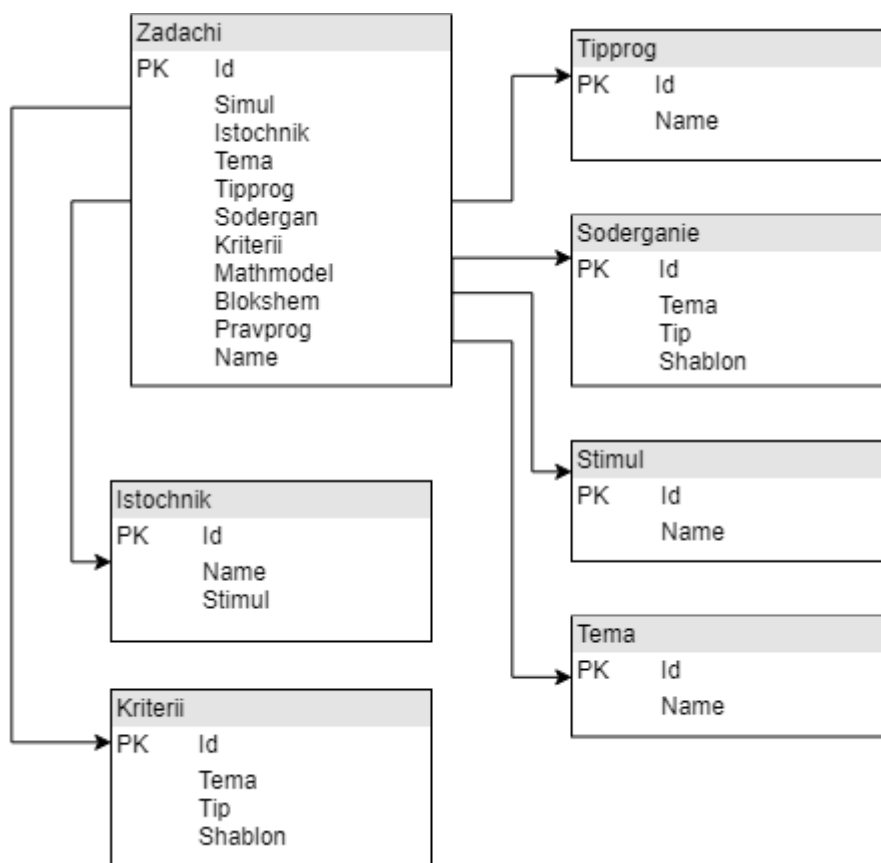 Zadachi
PK Id
Simul
Istochnik
Tema
Tipprog
Sodergan
Kriterii
Mathmodel
Blokshem
Pravprog
Name
Tipprog
PK Id
Name
Soderganie
PK Id
Tema
Tip
Shablon
Stimul
PK Id
Name
Tema
PK Id
Name
Istochnik
PK Id
Name
Stimul
Kriterii
PK Id
Tema
Tip
Shablon